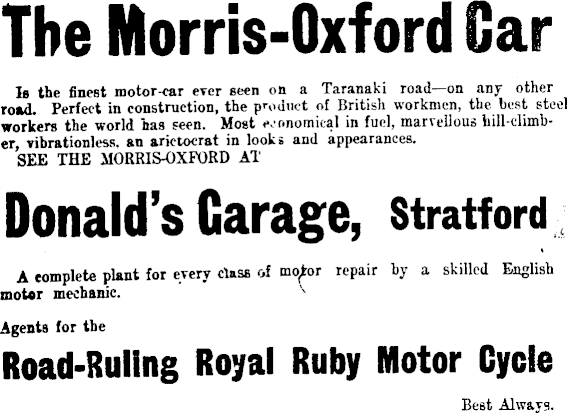 The Morris-Oxford Car
Is the finest motor-car ever seen on a Taranaki road—on any other
road. Perfect in construction, the product of British workmen, the best steel
workers the world has seen. Most economical in fuel, marvellous hill-climb-
er, vibrationless, an arictocrat in looks and appearances.
SEE THE MORRIS-OXFORD AT
Donald's Garage, Stratford
A complete plant for every class of motor repair by a skilled English
motor mechanic.
Agents for the
Road-Ruling Royal Ruby Motor Cycle
Best Always.